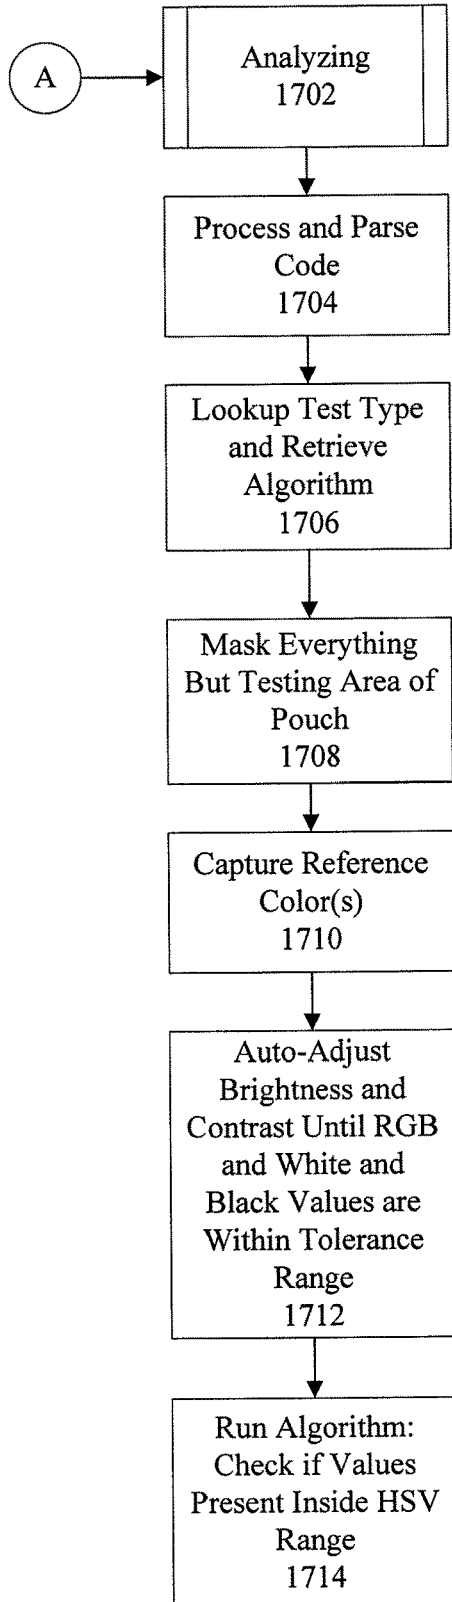 A
Analyzing
1702
Process and Parse
Code
1704
Lookup Test Type
and Retrieve
Algorithm
1706
Mask Everything
But Testing Area of
Pouch
1708
Capture Reference
Color(s)
1710
Auto-Adjust
Brightness and
Contrast Until RGB
and White and
Black Values are
Within Tolerance
Range
1712
Run Algorithm:
Check if Values
Present Inside HSV
Range
1714